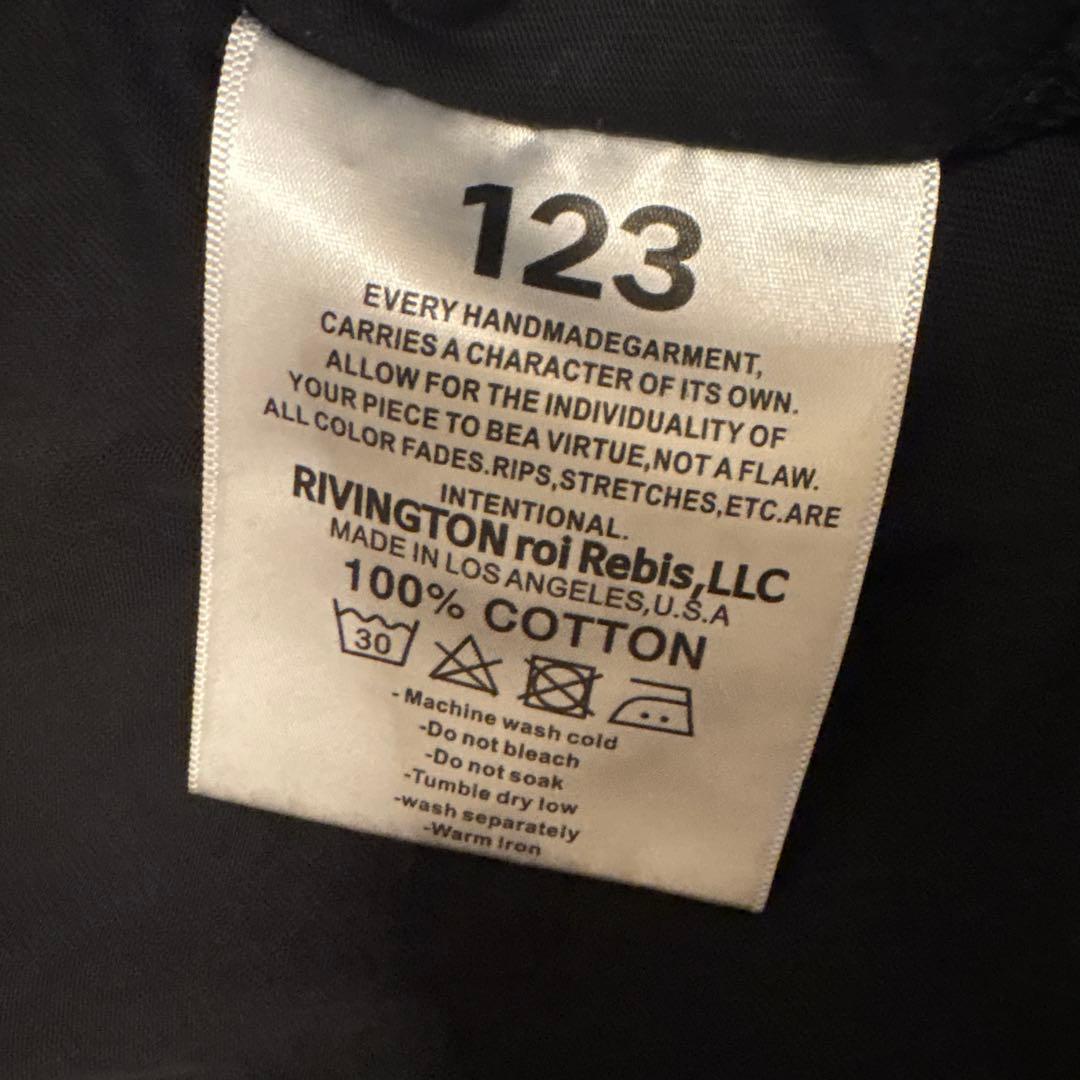 123
EVERY HANDMADEGARMENT,
CARRIES A CHARACTER OF ITS OWN.
ALLOW FOR THE INDIVIDUALITY OF
YOUR PIECE TO BEA VIRTUE,NOT A FLAW.
ALL COLOR FADES.RIPS,STRETCHES,ETC.ARE
INTENTIONAL.
RIVINGTON roi Rebis,LLC
MADE IN LOS ANGELES,U.S.A
100% COTTON
30
- Machine wash cold
-Do not bleach
-Do not soak
-Tumble dry low
-wash separately
-Warm Iron